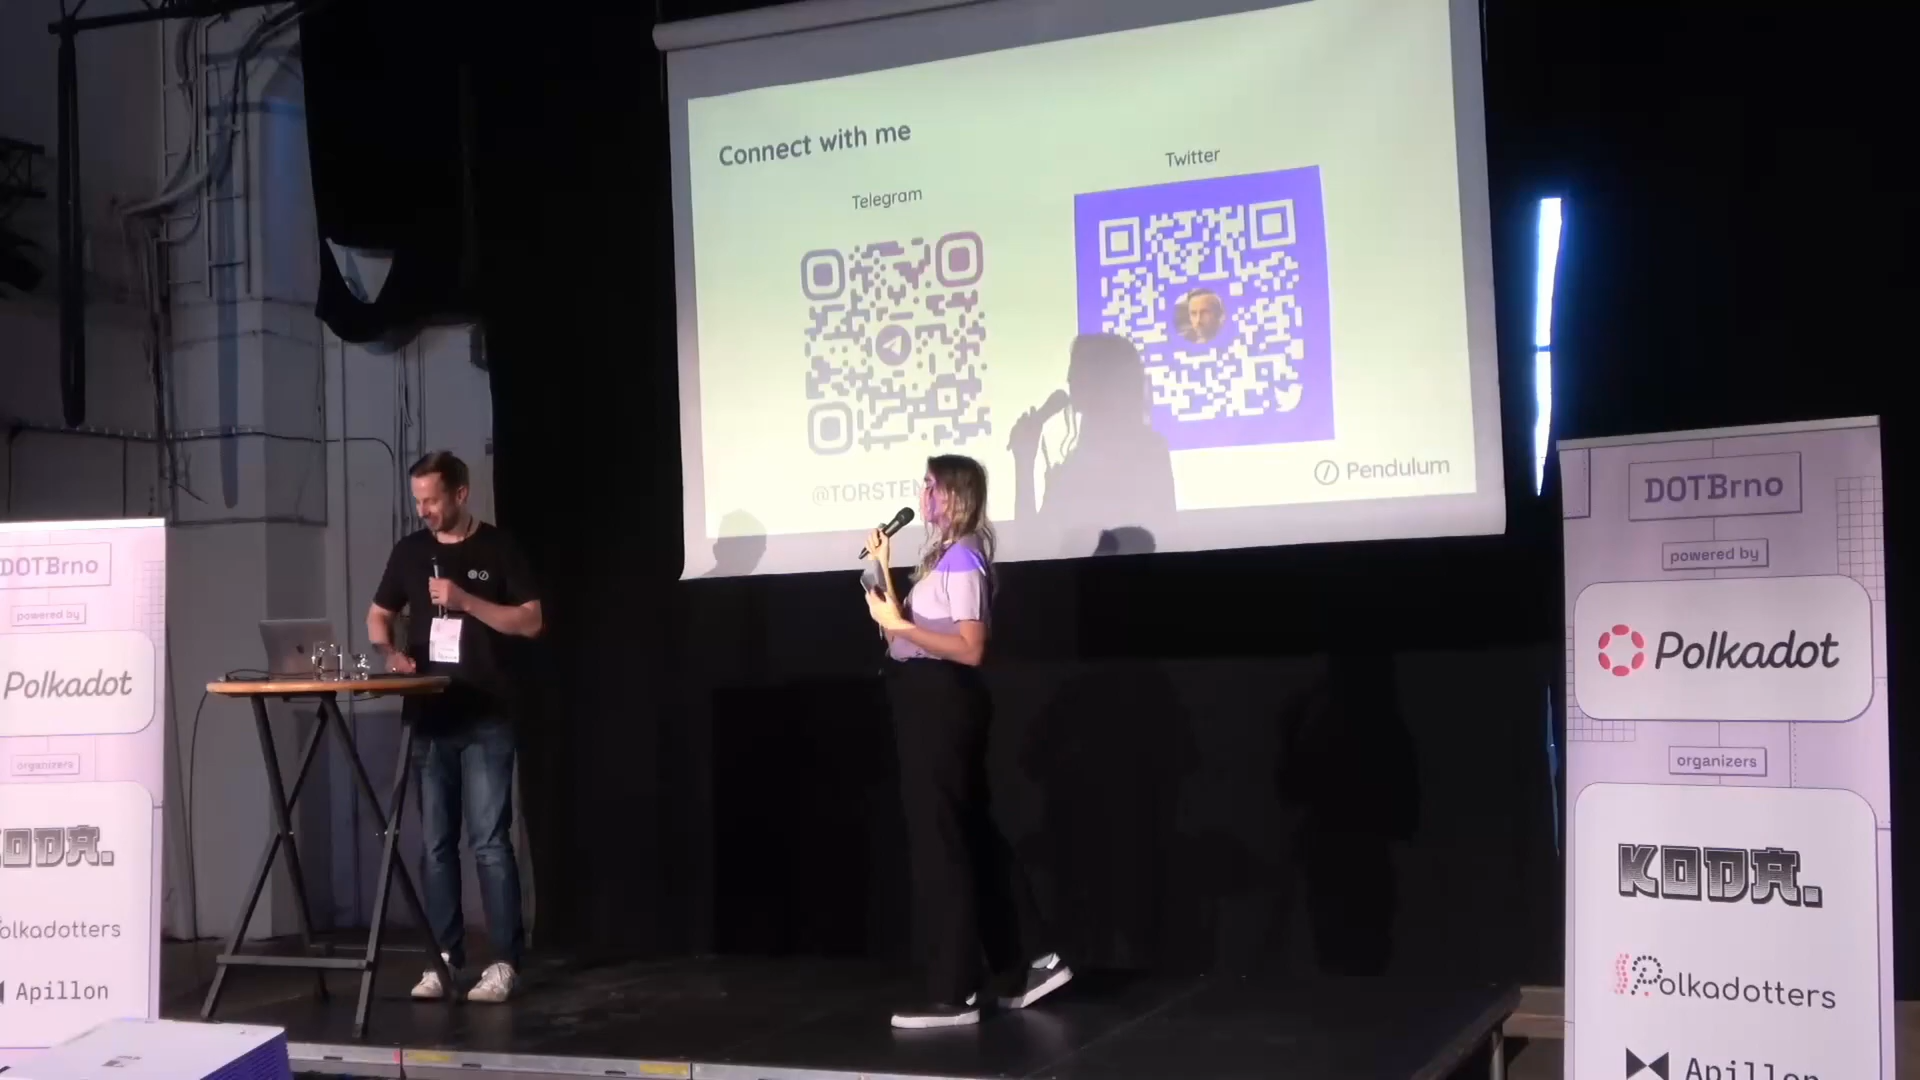 Connect with me
Telegram
Twitter
@TORSTEN
Pendulum
DOTBrno
powered by
Polkadot
organizers
KODA.
Polkadotters
Apillon
DOTBrno
powered by
Polkadot
organizers
KODA.
Polkadotters
Apillon